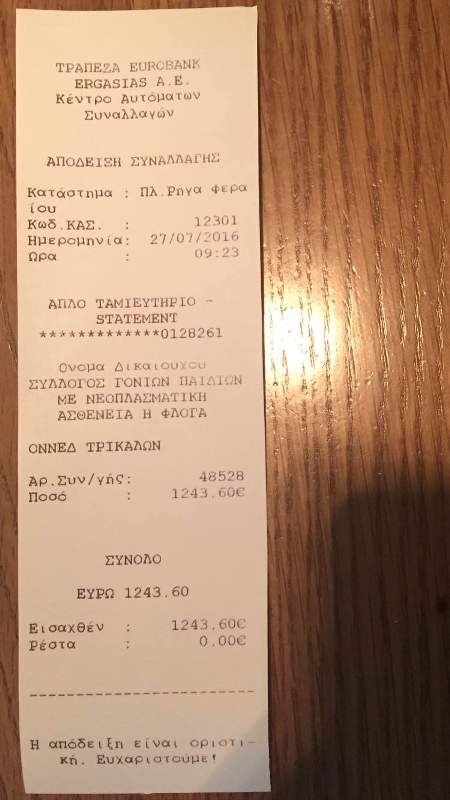 ΤΡΑΠΕΖΑ EUROBANK
ERGASIAS A.E.
Κέντρο Αυτόματων
Συναλλαγών
ΑΠΟΔΕΙΞΗ ΣΥΝΑΛΛΑΓΗΣ
Κατάστημα : Πλ.Ρήγα Φερα
ίου
Κωδ.ΚΑΣ. : 12301
Ημερομηνία: 27/07/2016
Ώρα : 09:23
ΑΠΛΟ ΤΑΜΙΕΥΤΗΡΙΟ -
STATEMENT
*************0128261
Ονομα Δικαιούχου
ΣΥΛΛΟΓΟΣ ΓΟΝΙΩΝ ΠΑΙΔΙΩΝ
ΜΕ ΝΕΟΠΛΑΣΜΑΤΙΚΗ
ΑΣΘΕΝΕΙΑ Η ΦΛΟΓΑ
ΟΝΝΕΔ ΤΡΙΚΑΛΩΝ
Αρ.Συν/γής: 48528
Ποσό : 1243.60€
ΣΥΝΟΛΟ
ΕΥΡΩ 1243.60
Εισαχθέν : 1243.60€
Ρέστα : 0.00€
-------------------------
Η απόδειξη είναι οριστι-
κή. Ευχαριστούμε!